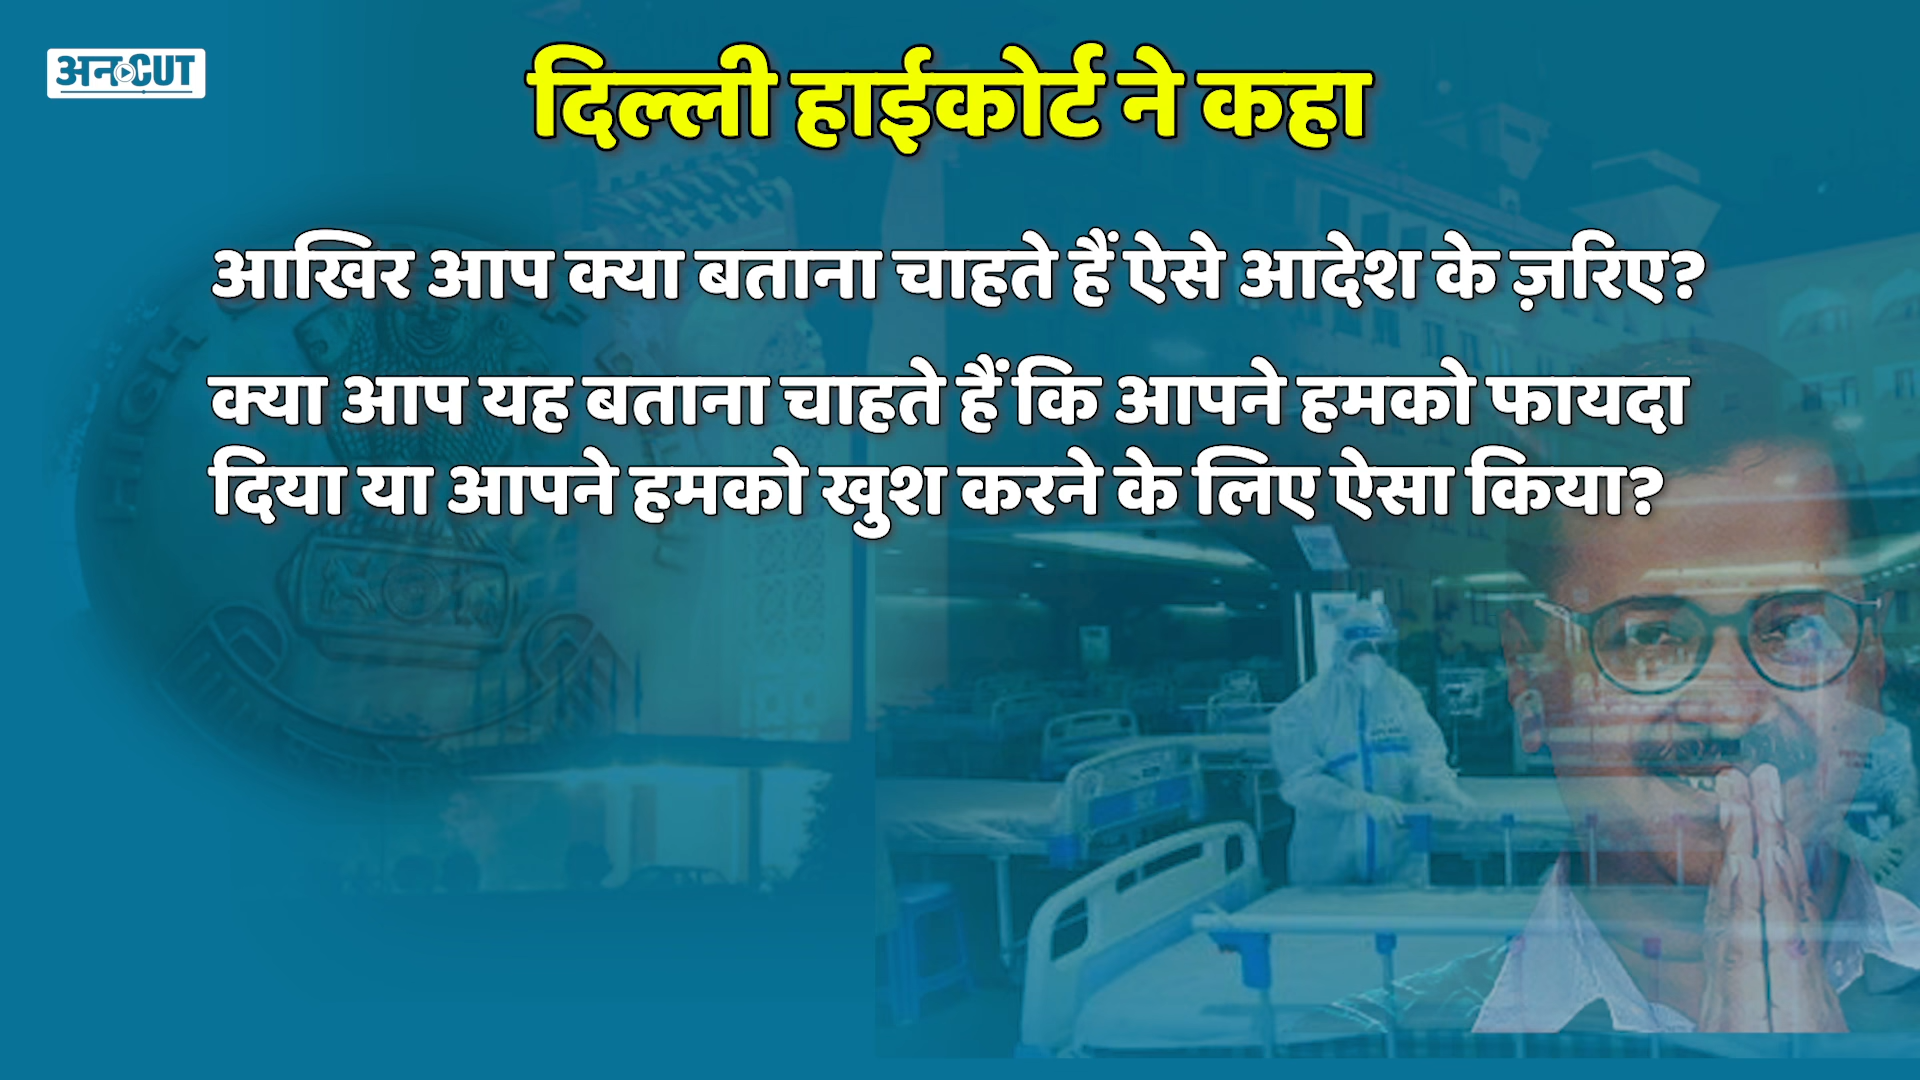 अनCUT
दिल्ली हाईकोर्ट ने कहा
आखिर आप क्या बताना चाहते हैं ऐसे आदेश के ज़रिए?
क्या आप यह बताना चाहते हैं कि आपने हमको फायदा
दिया या आपने हमको खुश करने के लिए ऐसा किया?
HIGH